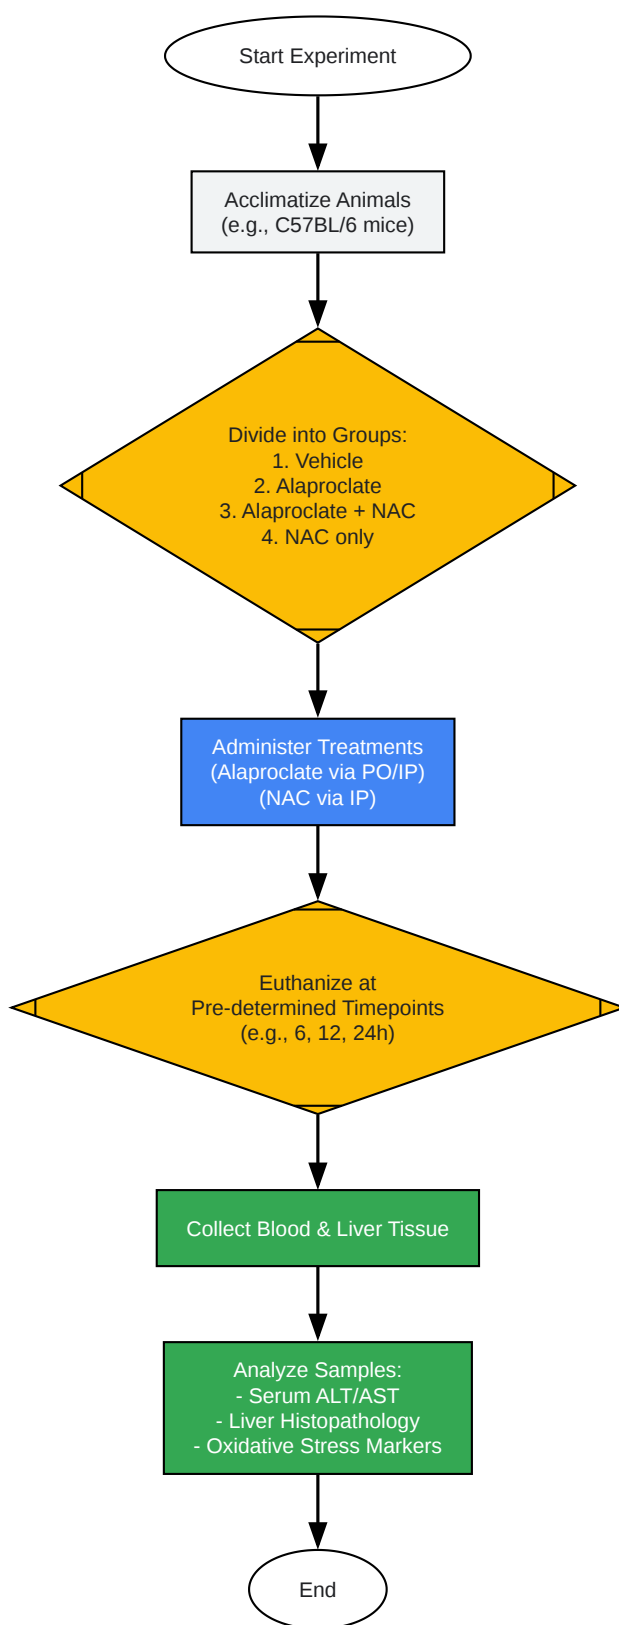 Start Experiment
Acclimatize Animals
(e.g., C57BL/6 mice)
Divide into Groups:
1. Vehicle
2. Alaproclate
3. Alaproclate + NAC
4. NAC only
Administer Treatments
(Alaproclate via PO/IP)
(NAC via IP)
Euthanize at
Pre-determined Timepoints
(e.g., 6, 12, 24h)
Collect Blood & Liver Tissue
Analyze Samples:
- Serum ALT/AST
- Liver Histopathology
- Oxidative Stress Markers
End